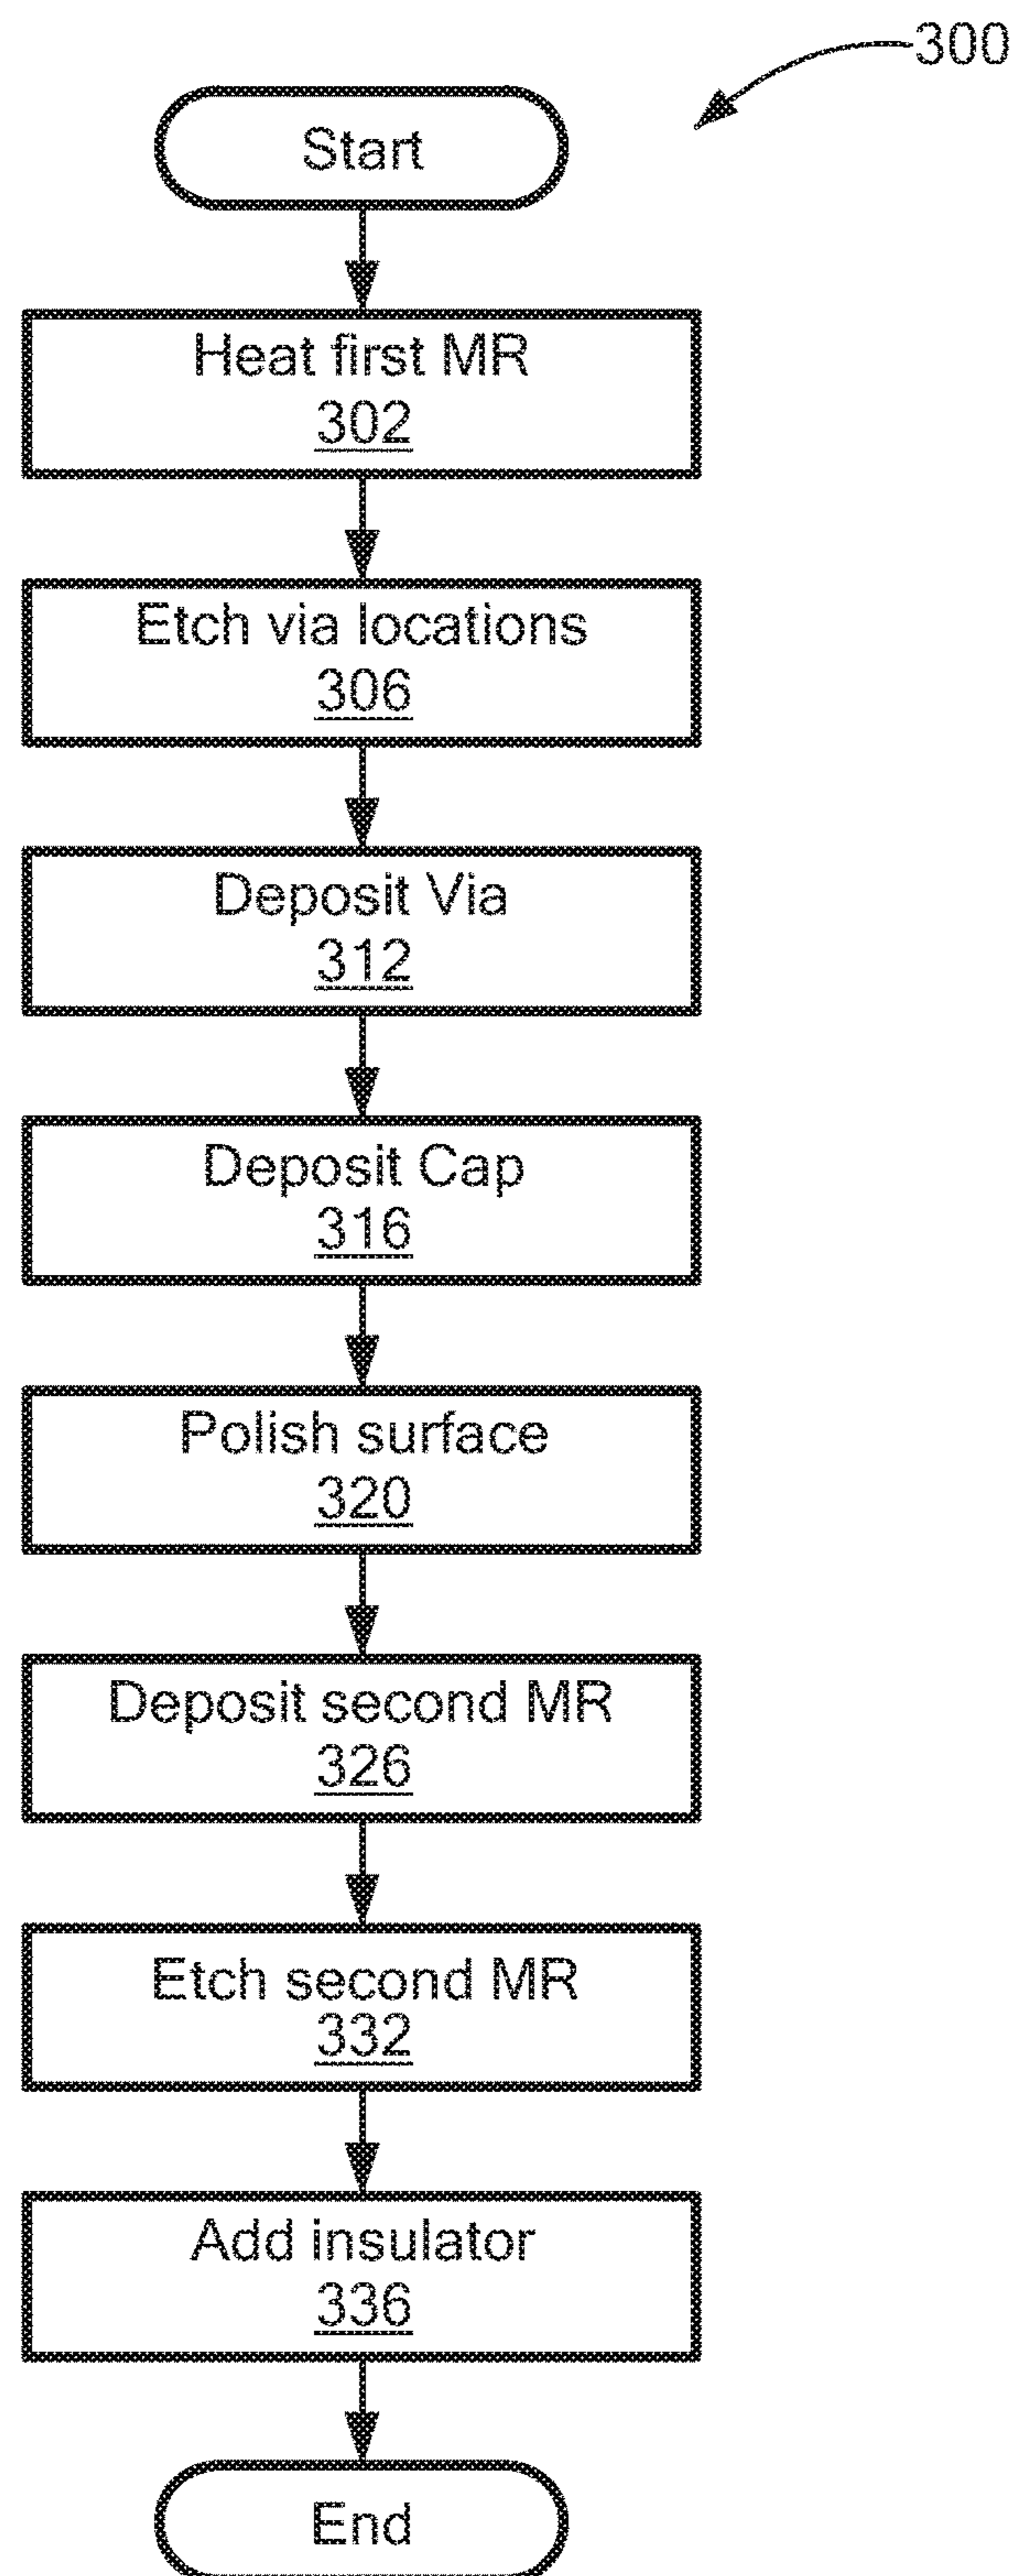 300
Start
Heat first MR
302
Etch via locations
306
Deposit Via
312
Deposit Cap
316
Polish surface
320
Deposit second MR
326
Etch second MR
332
Add insulator
336
End